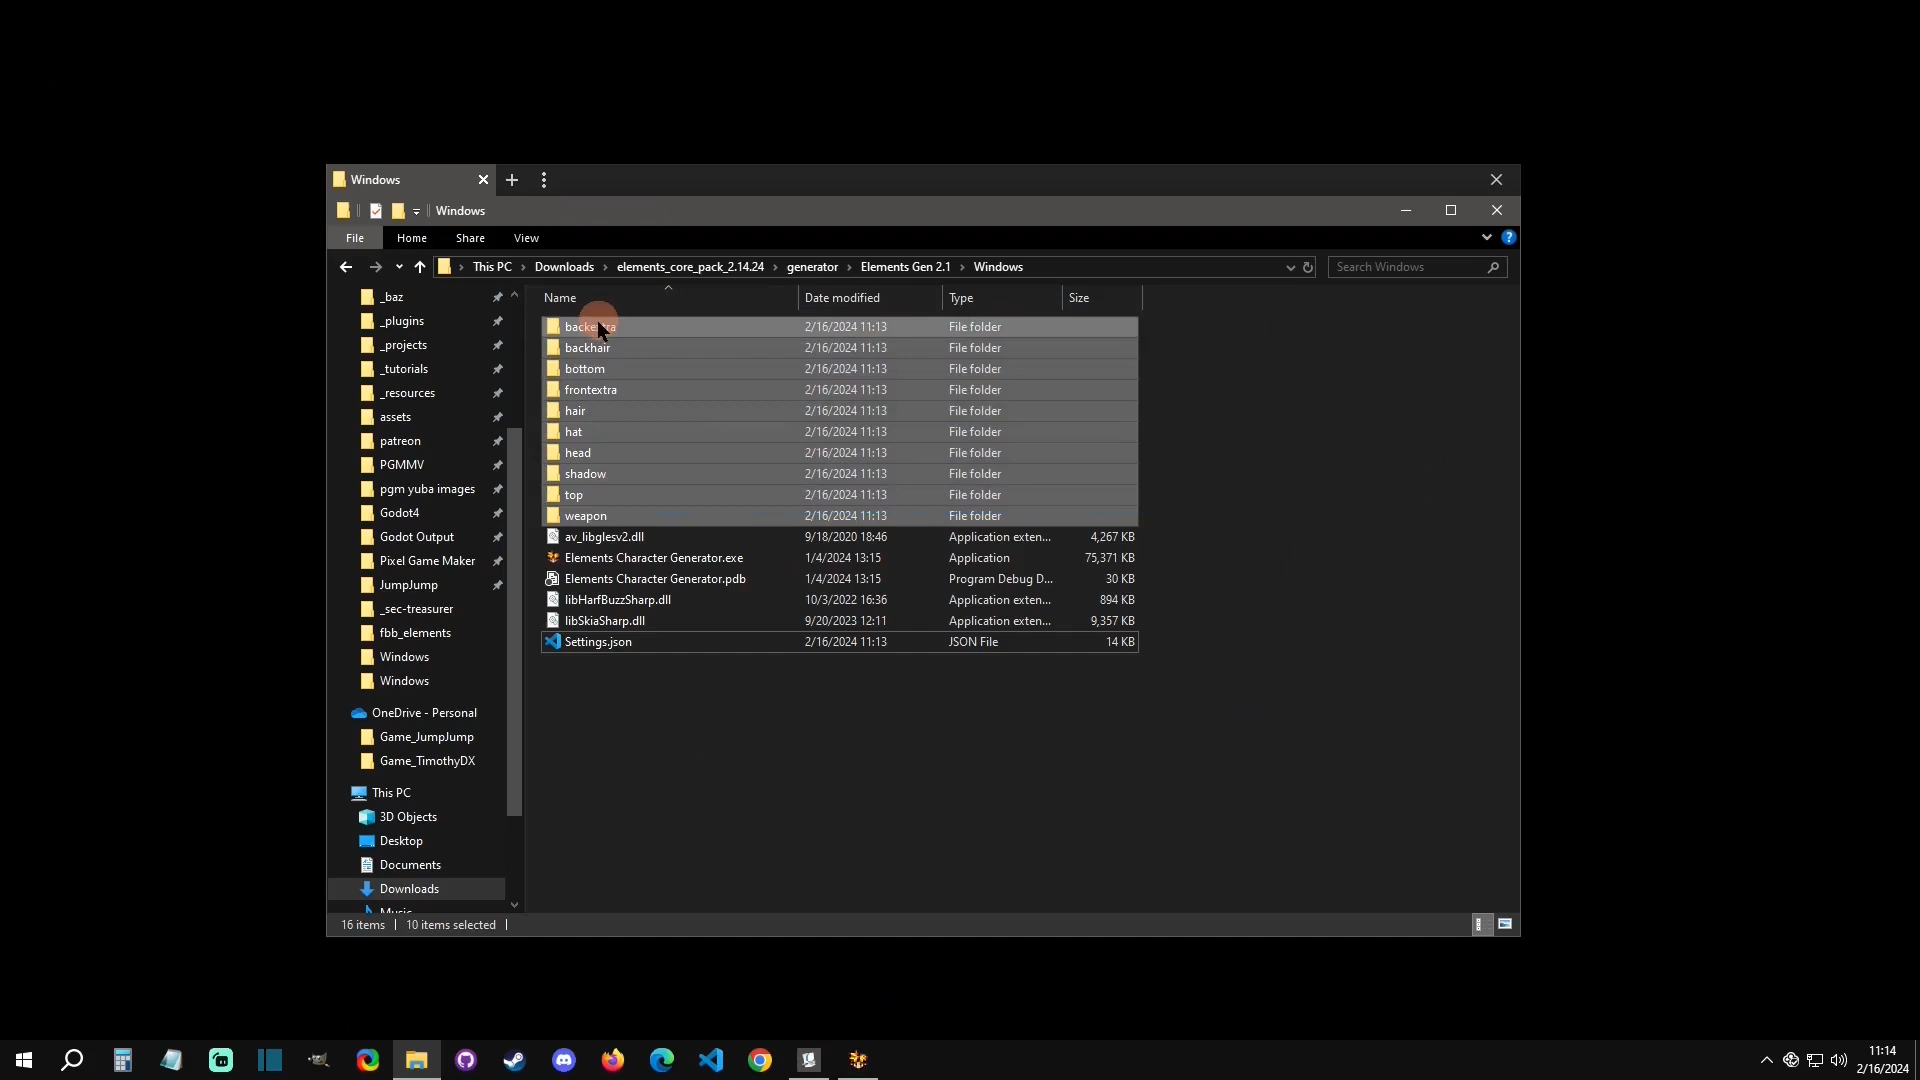 Windows
Windows
File Home Share View
This PC Downloads elements_core_pack_2.14.24 generator Elements Gen 2.1 Windows
Search Windows
_baz
_plugins
_projects
_tutorials
_resources
assets
patreon
PGMMV
pgm yuba images
Godot4
Godot Output
Pixel Game Maker
JumpJump
_sec-treasurer
fbb_elements
Windows
Windows
OneDrive - Personal
Game_JumpJump
Game_TimothyDX
This PC
3D Objects
Desktop
Documents
Downloads
Music
Name Date modified Type Size
backextra 2/16/2024 11:13 File folder
backhair 2/16/2024 11:13 File folder
bottom 2/16/2024 11:13 File folder
frontextra 2/16/2024 11:13 File folder
hair 2/16/2024 11:13 File folder
hat 2/16/2024 11:13 File folder
head 2/16/2024 11:13 File folder
shadow 2/16/2024 11:13 File folder
top 2/16/2024 11:13 File folder
weapon 2/16/2024 11:13 File folder
av_libglesv2.dll 9/18/2020 18:46 Application exten... 4,267 KB
Elements Character Generator.exe 1/4/2024 13:15 Application 75,371 KB
Elements Character Generator.pdb 1/4/2024 13:15 Program Debug D... 30 KB
libHarfBuzzSharp.dll 10/3/2022 16:36 Application exten... 894 KB
libSkiaSharp.dll 9/20/2023 12:11 Application exten... 9,357 KB
Settings.json 2/16/2024 11:13 JSON File 14 KB
16 items 10 items selected
11:14
2/16/2024